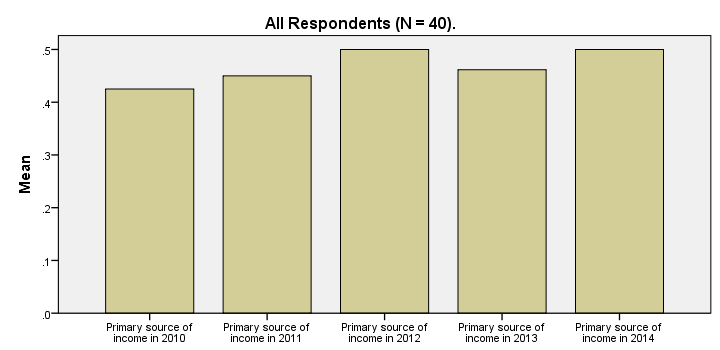 All Respondents (N = 40).
.5
.4
.3
.2
.1
.0
Mean
Primary source of
income in 2010
Primary source of
income in 2011
Primary source of
income in 2012
Primary source of
income in 2013
Primary source of
income in 2014